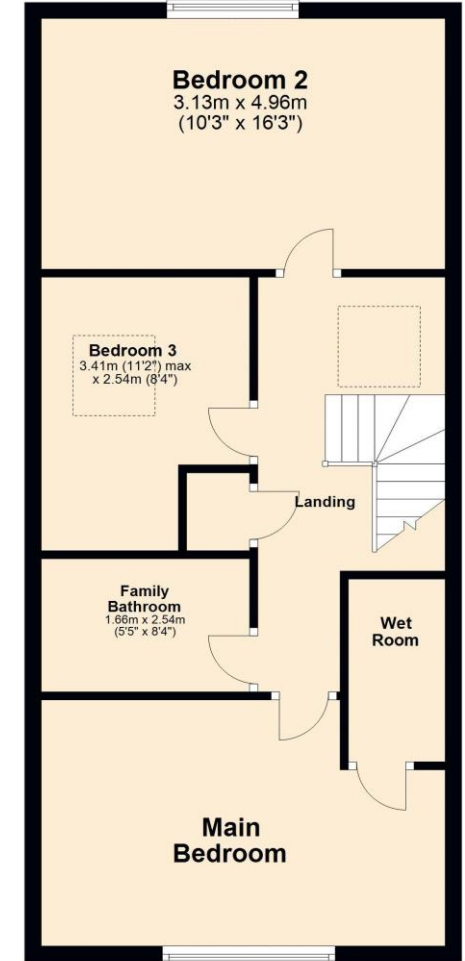 Bedroom 2
3.13m x 4.96m
(10'3" x 16'3")
Bedroom 3
3.41m (11'2") max
x 2.54m (8'4")
Landing
Family
Bathroom
1.66m x 2.54m
(5'5" x 8'4")
Wet
Room
Main
Bedroom